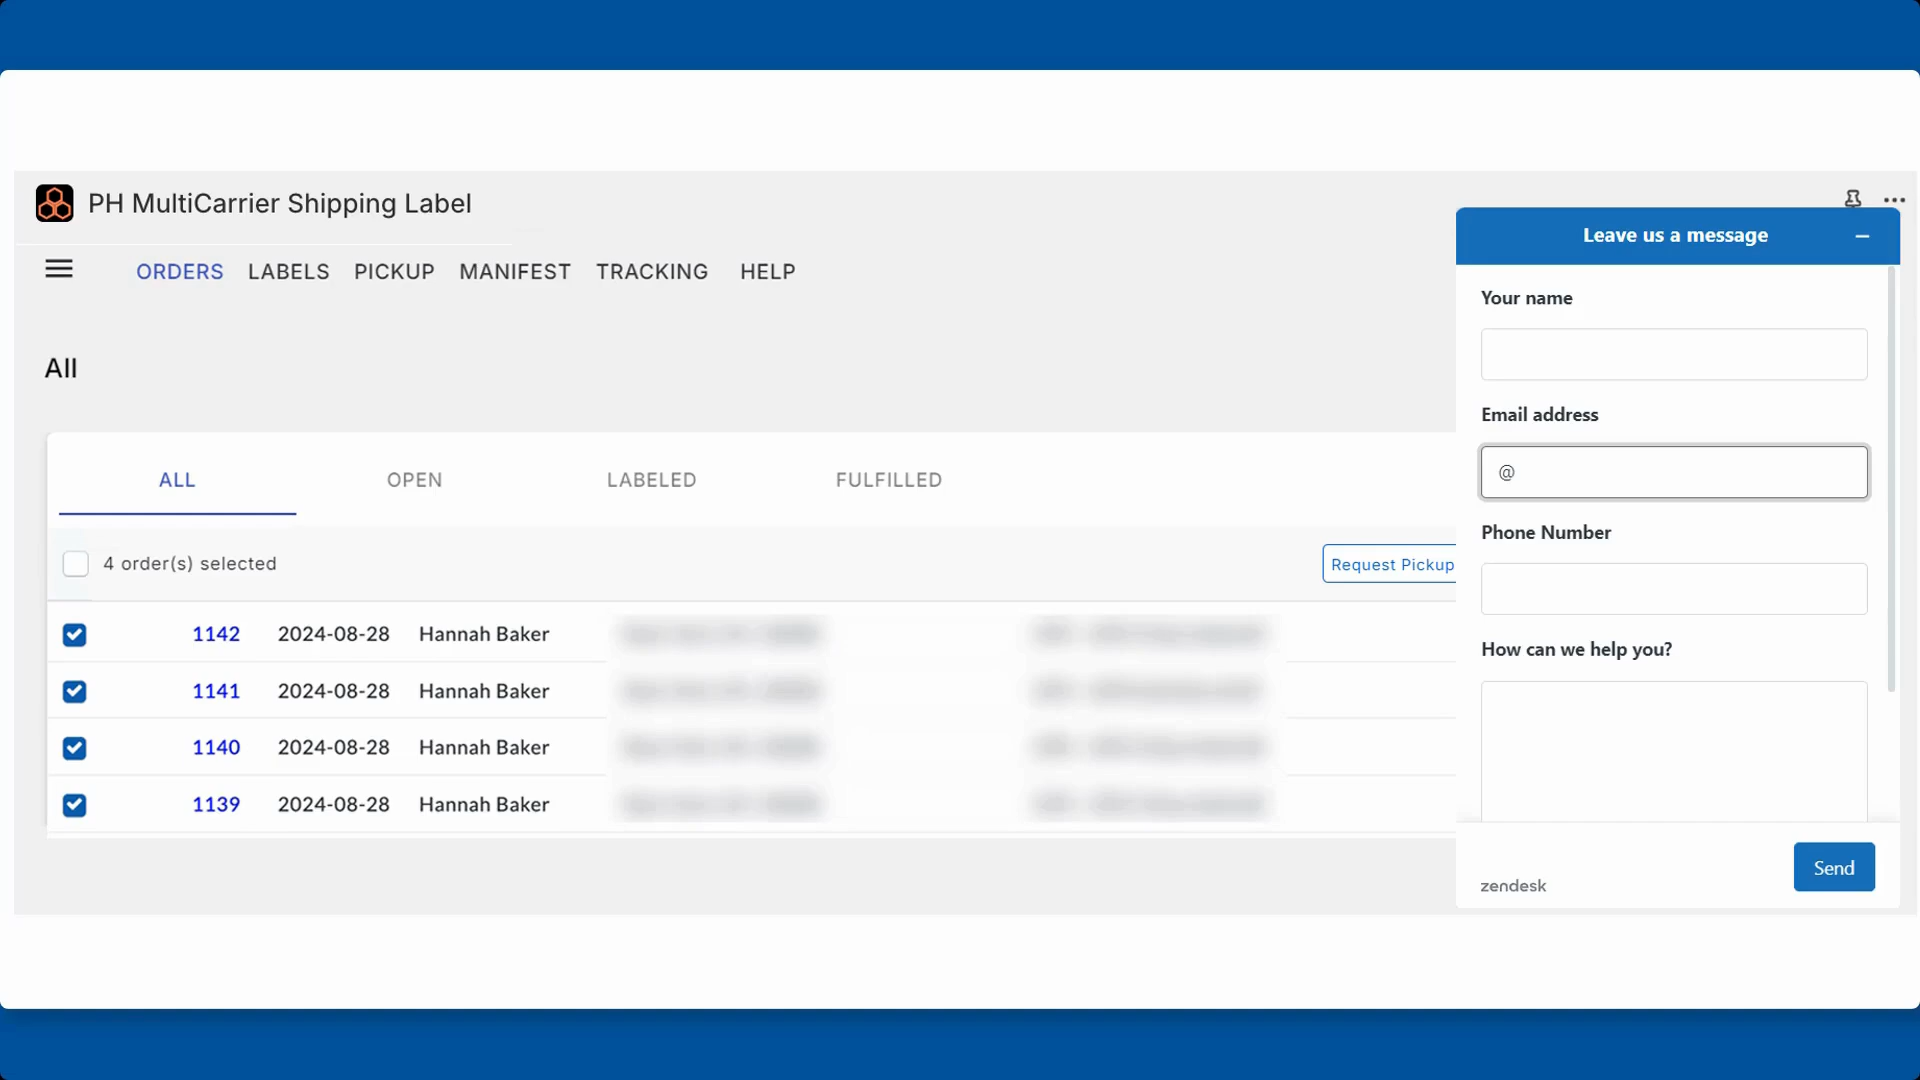 PH MultiCarrier Shipping Label
ORDERS LABELS PICKUP MANIFEST TRACKING HELP
All
ALL OPEN LABELED FULFILLED
4 order(s) selected Request Pickup
1142 2024-08-28 Hannah Baker
1141 2024-08-28 Hannah Baker
1140 2024-08-28 Hannah Baker
1139 2024-08-28 Hannah Baker
Leave us a message
Your name
Email address
@
Phone Number
How can we help you?
Send
zendesk